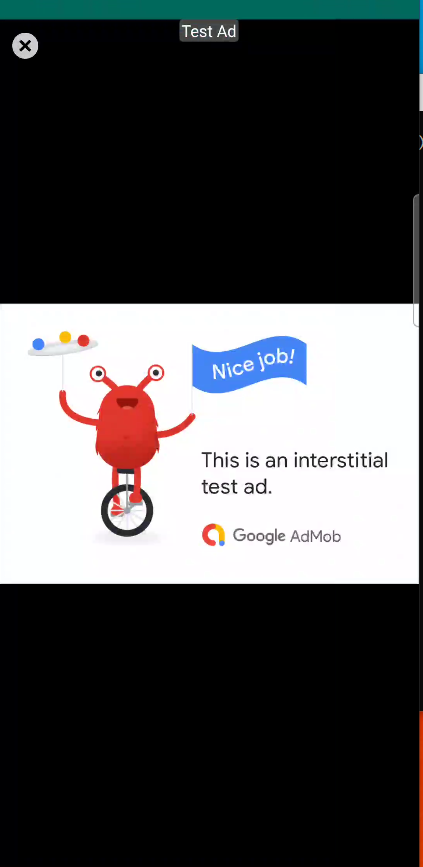 Test Ad
Nice job!
This is an interstitial
test ad.
Google AdMob